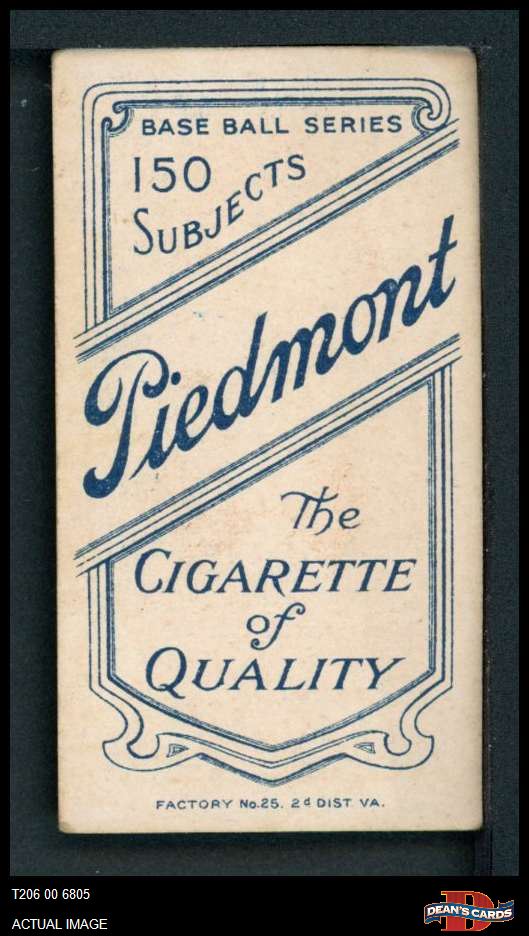 BASE BALL SERIES
150
SUBJECTS
Piedmont
The
CIGARETTE
of
QUALITY
FACTORY No.25. 2d DIST. VA.
T206 00 6805
ACTUAL IMAGE
D
DEAN'S CARDS